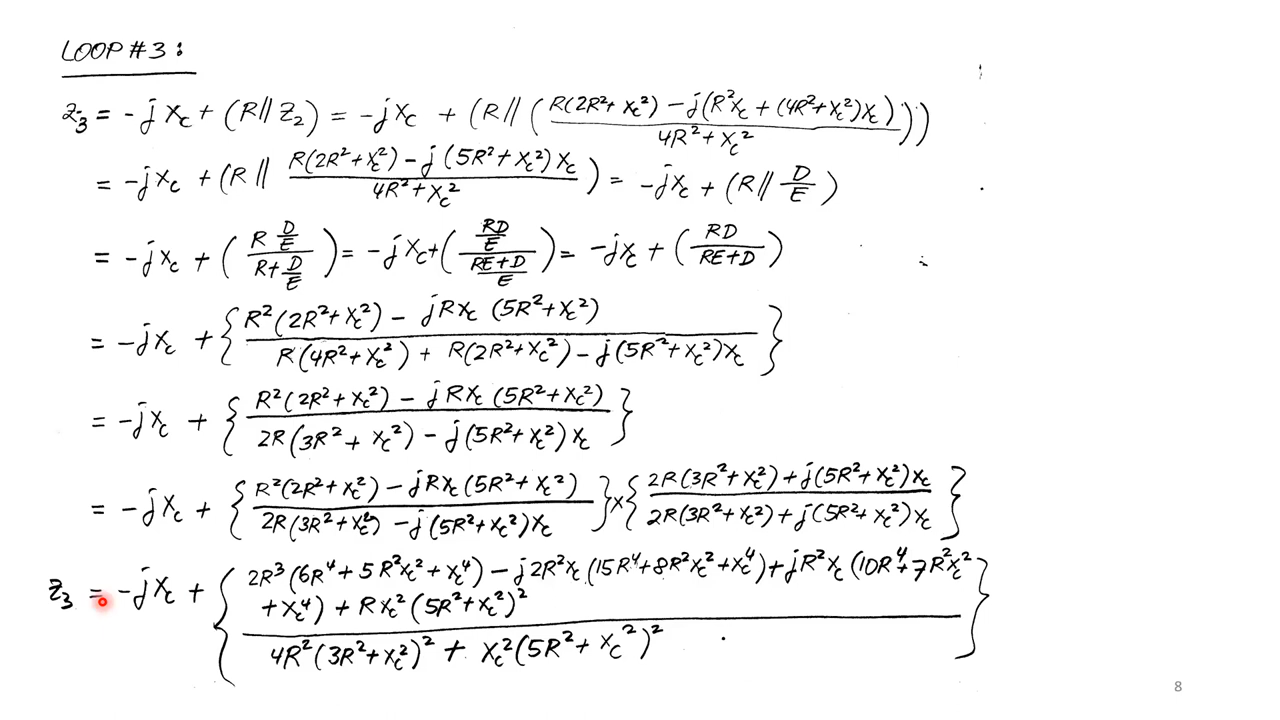 LOOP #3:
Z₃ = -jXc + (R // Z₂) = -jXc + (R // (R(2R²+Xc²) - j(R²Xc + (4R²+Xc²)Xc) / 4R²+Xc²))
= -jXc + (R // R(2R²+Xc²) - j(5R²+Xc²)Xc / 4R²+Xc²) = -jXc + (R // D/E)
= -jXc + (R D/E / R+D/E) = -jXc + (RD/E / RE+D/E) = -jXc + (RD / RE+D)
= -jXc + {R²(2R²+Xc²) - jRXc (5R²+Xc²) / R(4R²+Xc²) + R(2R²+Xc²) - j(5R²+Xc²)Xc}
= -jXc + {R²(2R²+Xc²) - jRXc (5R²+Xc²) / 2R(3R²+Xc²) - j(5R²+Xc²)Xc}
= -jXc + {R²(2R²+Xc²) - jRXc(5R²+Xc²) / 2R(3R²+Xc²) - j(5R²+Xc²)Xc} x {2R(3R²+Xc²)+j(5R²+Xc²)Xc / 2R(3R²+Xc²)+j(5R²+Xc²)Xc}
Z₃ = -jXc + {2R³(6R⁴+5R²Xc²+Xc⁴) - j2R²Xc(15R⁴+8R²Xc²+Xc⁴)+jR²Xc(10R⁴+7R²Xc²
+Xc⁴) + RXc²(5R²+Xc²)²
/ 4R²(3R²+Xc²)² + Xc²(5R²+Xc²)²}
8